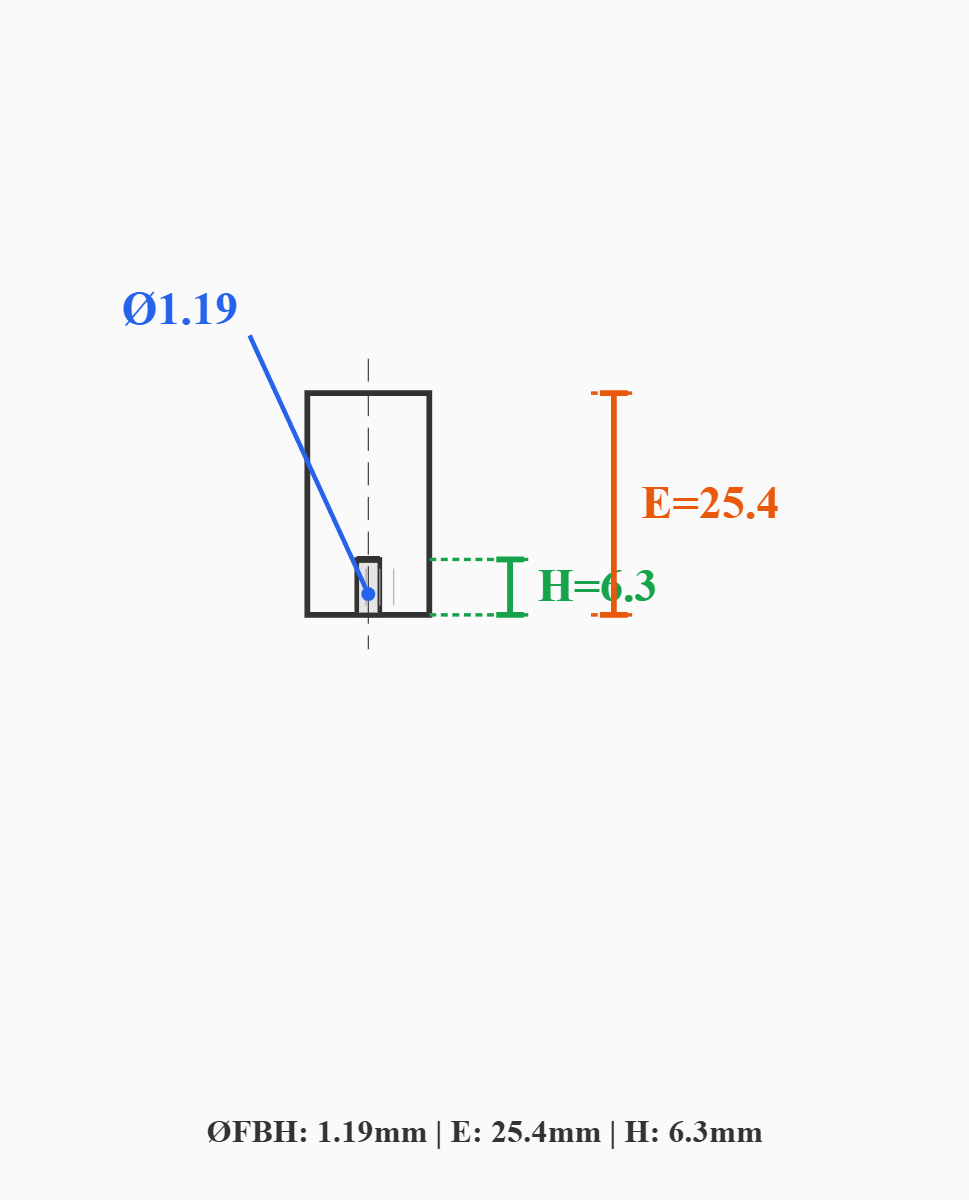 Ø1.19
E=25.4
H=6.3
ØFBH: 1.19mm | E: 25.4mm | H: 6.3mm